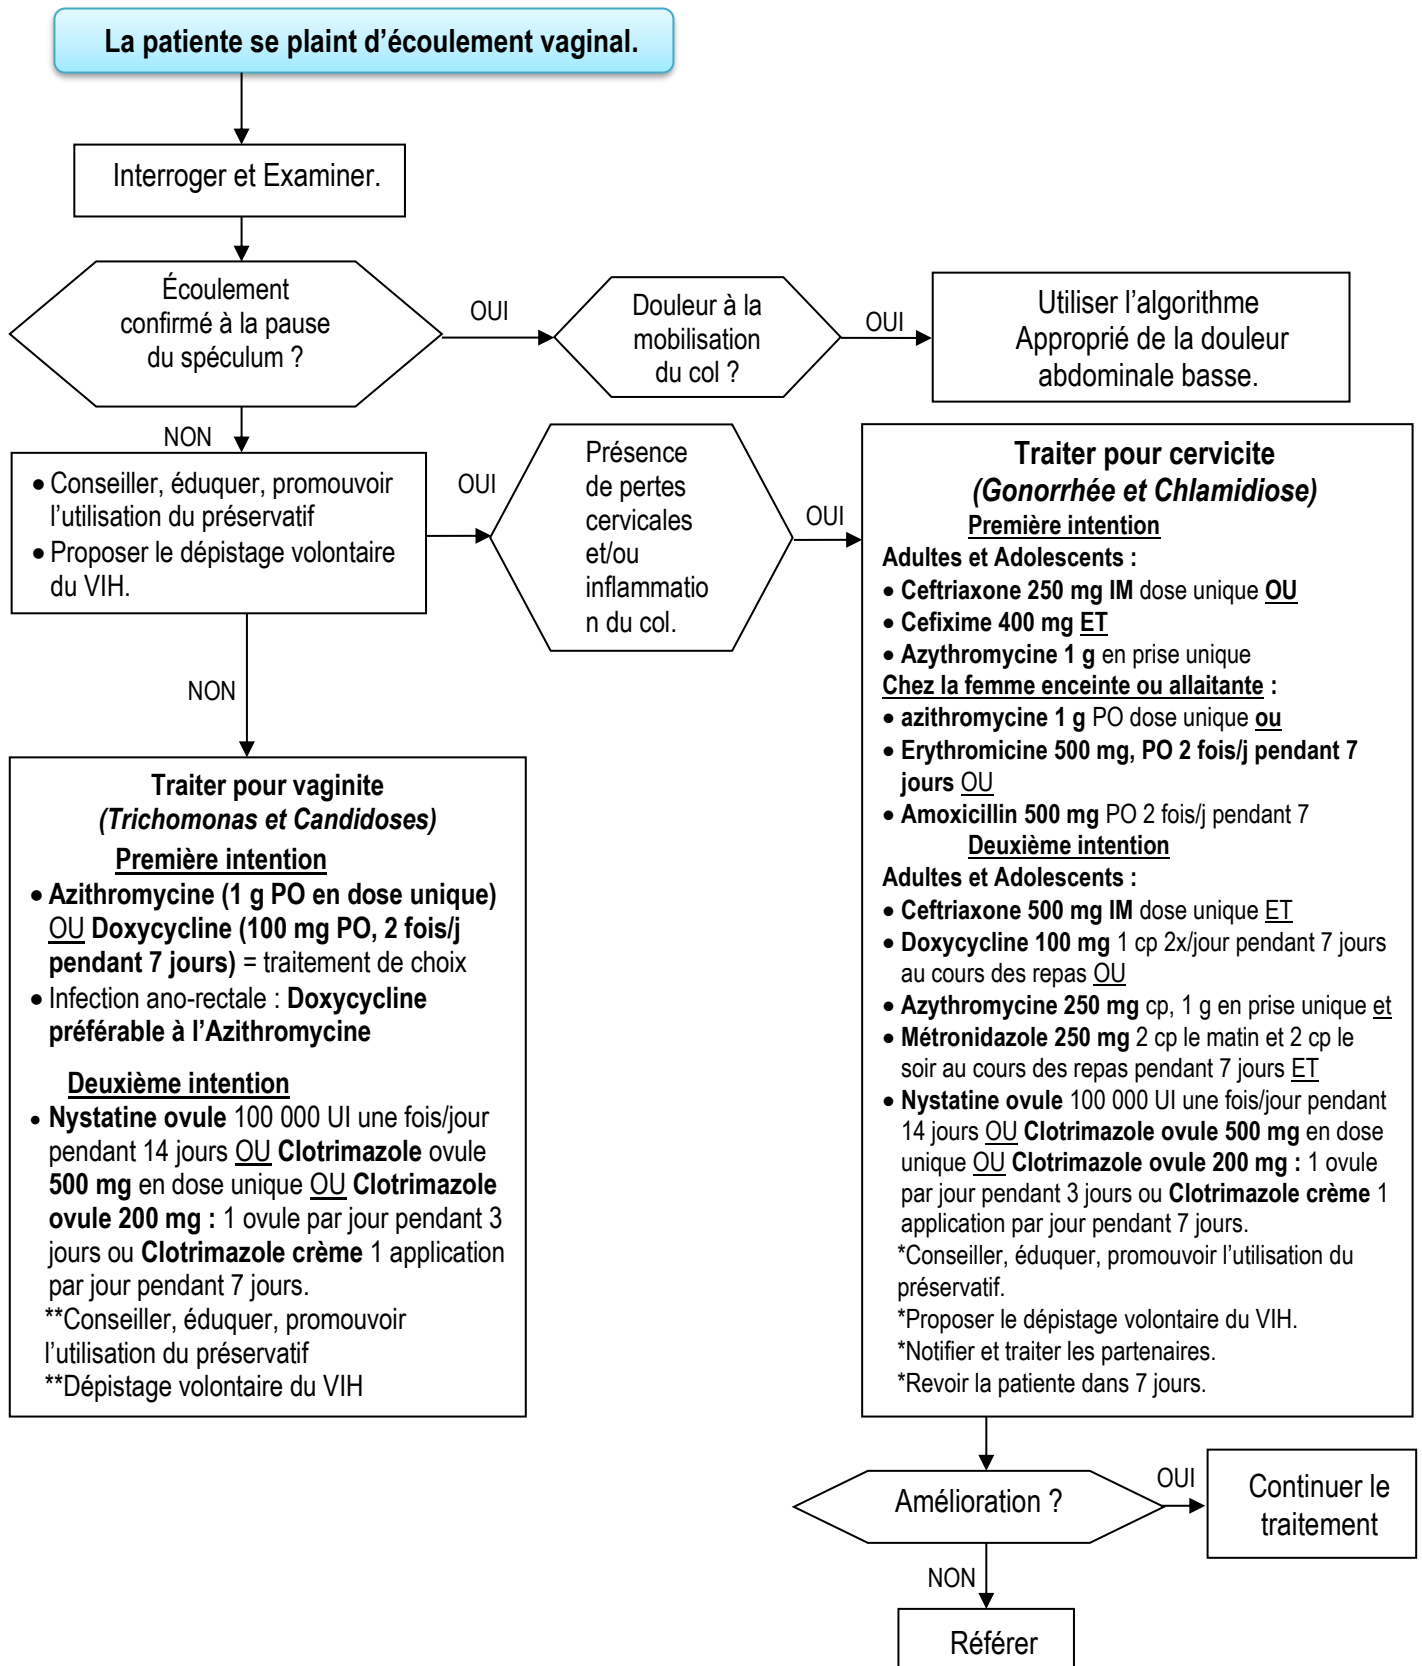 La patiente se plaint d’écoulement vaginal.
Interroger et Examiner.
Écoulement
confirmé à la pause
du spéculum ?
OUI
Douleur à la
mobilisation
du col ?
OUI
Utiliser l’algorithme
Approprié de la douleur
abdominale basse.
NON
• Conseiller, éduquer, promouvoir
l’utilisation du préservatif
• Proposer le dépistage volontaire
du VIH.
OUI
Présence
de pertes
cervicales
et/ou
inflammatio
n du col.
OUI
NON
Traiter pour vaginite
(Trichomonas et Candidoses)
Première intention
• Azithromycine (1 g PO en dose unique)
OU Doxycycline (100 mg PO, 2 fois/j
pendant 7 jours) = traitement de choix
• Infection ano-rectale : Doxycycline
préférable à l’Azithromycine
Deuxième intention
• Nystatine ovule 100 000 UI une fois/jour
pendant 14 jours OU Clotrimazole ovule
500 mg en dose unique OU Clotrimazole
ovule 200 mg : 1 ovule par jour pendant 3
jours ou Clotrimazole crème 1 application
par jour pendant 7 jours.
**Conseiller, éduquer, promouvoir
l’utilisation du préservatif
**Dépistage volontaire du VIH
Traiter pour cervicite
(Gonorrhée et Chlamidiose)
Première intention
Adultes et Adolescents :
• Ceftriaxone 250 mg IM dose unique OU
• Cefixime 400 mg ET
• Azythromycine 1 g en prise unique
Chez la femme enceinte ou allaitante :
• azithromycine 1 g PO dose unique ou
• Erythromicine 500 mg, PO 2 fois/j pendant 7
jours OU
• Amoxicillin 500 mg PO 2 fois/j pendant 7
Deuxième intention
Adultes et Adolescents :
• Ceftriaxone 500 mg IM dose unique ET
• Doxycycline 100 mg 1 cp 2x/jour pendant 7 jours
au cours des repas OU
• Azythromycine 250 mg cp, 1 g en prise unique et
• Métronidazole 250 mg 2 cp le matin et 2 cp le
soir au cours des repas pendant 7 jours ET
• Nystatine ovule 100 000 UI une fois/jour pendant
14 jours OU Clotrimazole ovule 500 mg en dose
unique OU Clotrimazole ovule 200 mg : 1 ovule
par jour pendant 3 jours ou Clotrimazole crème 1
application par jour pendant 7 jours.
*Conseiller, éduquer, promouvoir l’utilisation du
préservatif.
*Proposer le dépistage volontaire du VIH.
*Notifier et traiter les partenaires.
*Revoir la patiente dans 7 jours.
Amélioration ?
OUI
Continuer le
traitement
NON
Référer